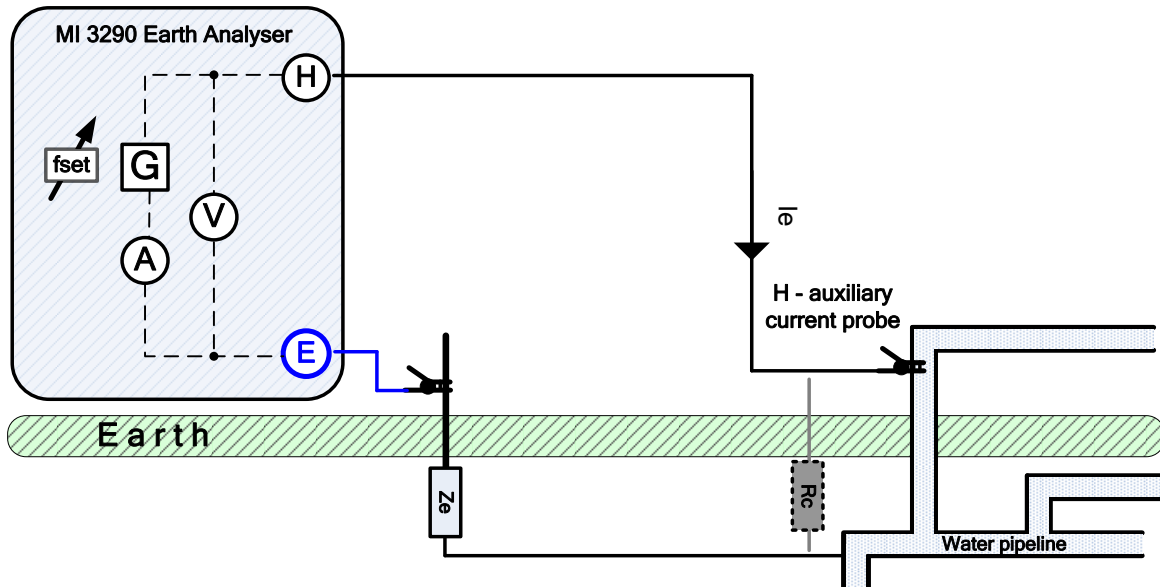 MI 3290 Earth Analyser
H
fset
G
V
A
E
Ie
H - auxiliary
current probe
Earth
Ze
Rc
Water pipeline